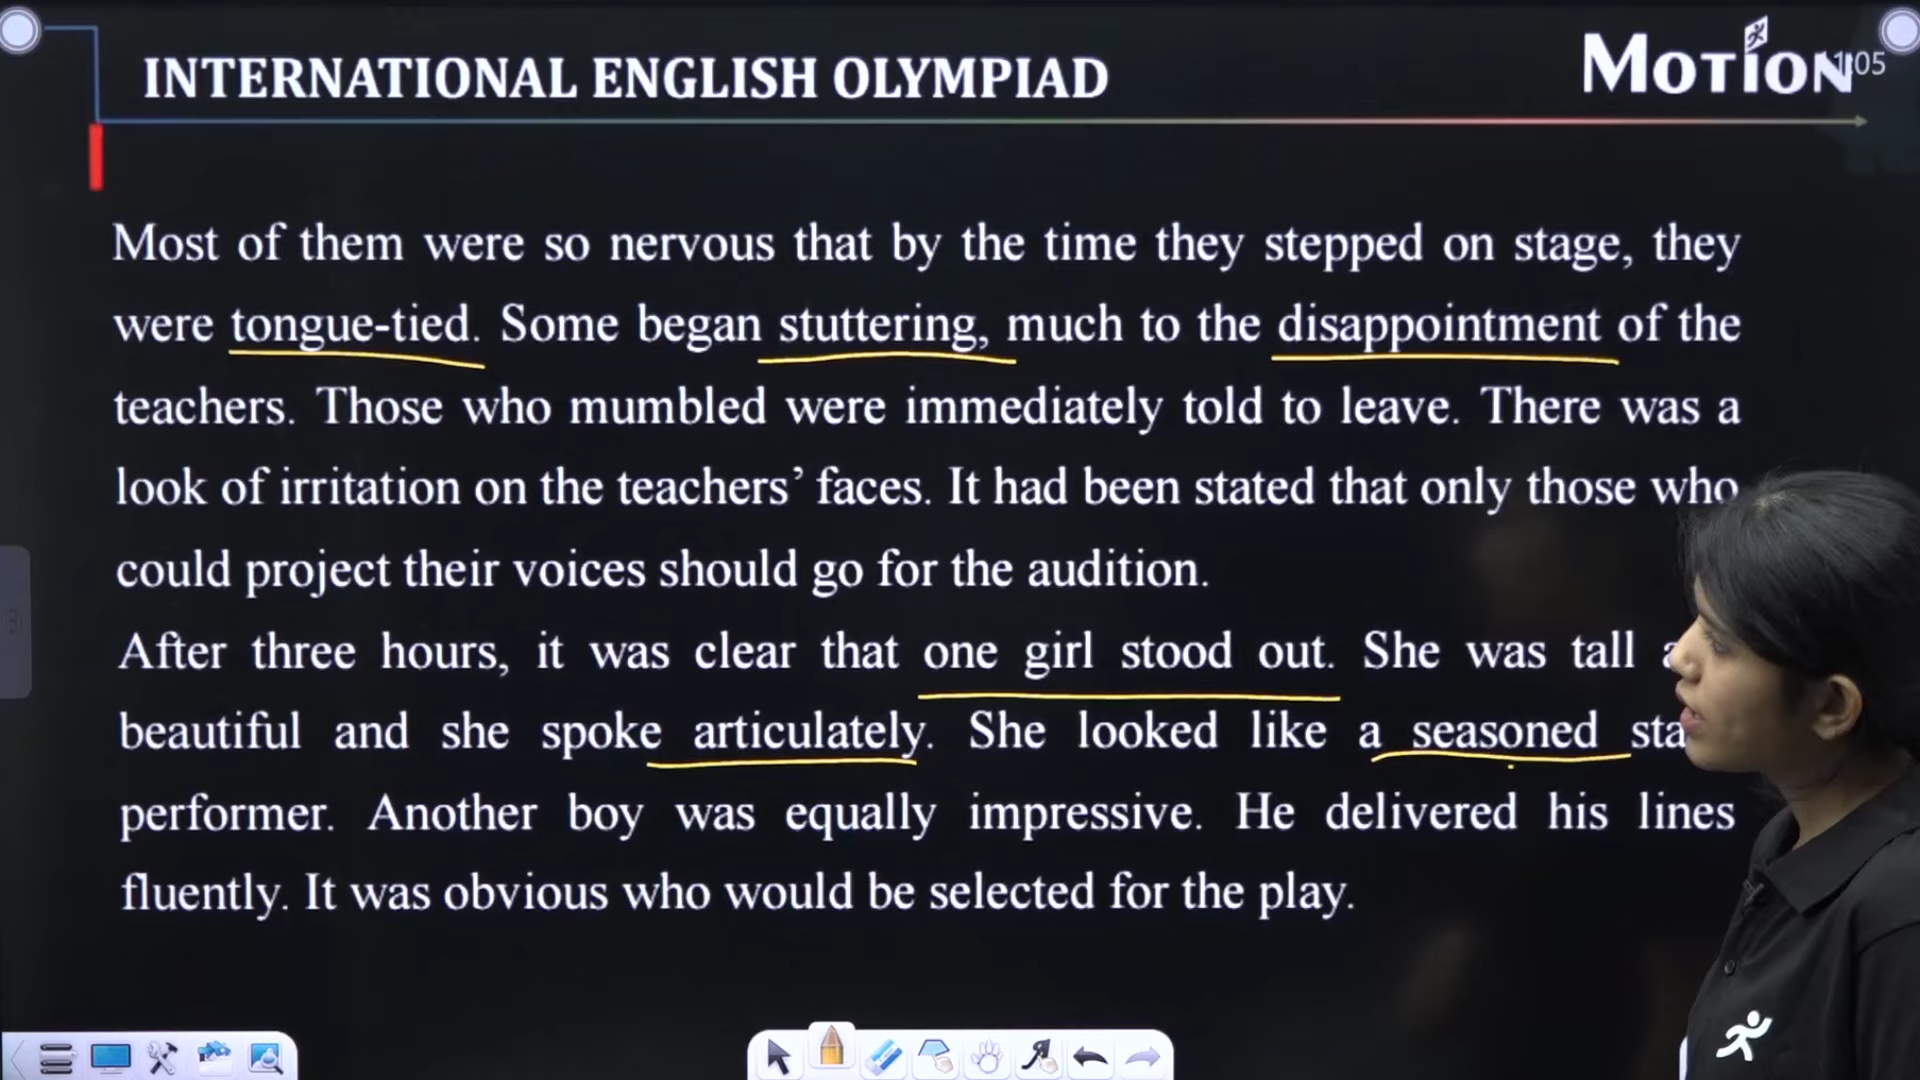 INTERNATIONAL ENGLISH OLYMPIAD
MOTION
:05
Most of them were so nervous that by the time they stepped on stage, they
were tongue-tied. Some began stuttering, much to the disappointment of the
teachers. Those who mumbled were immediately told to leave. There was a
look of irritation on the teachers’ faces. It had been stated that only those who
could project their voices should go for the audition.
After three hours, it was clear that one girl stood out. She was tall
beautiful and she spoke articulately. She looked like a seasoned
performer. Another boy was equally impressive. He delivered his lines
fluently. It was obvious who would be selected for the play.